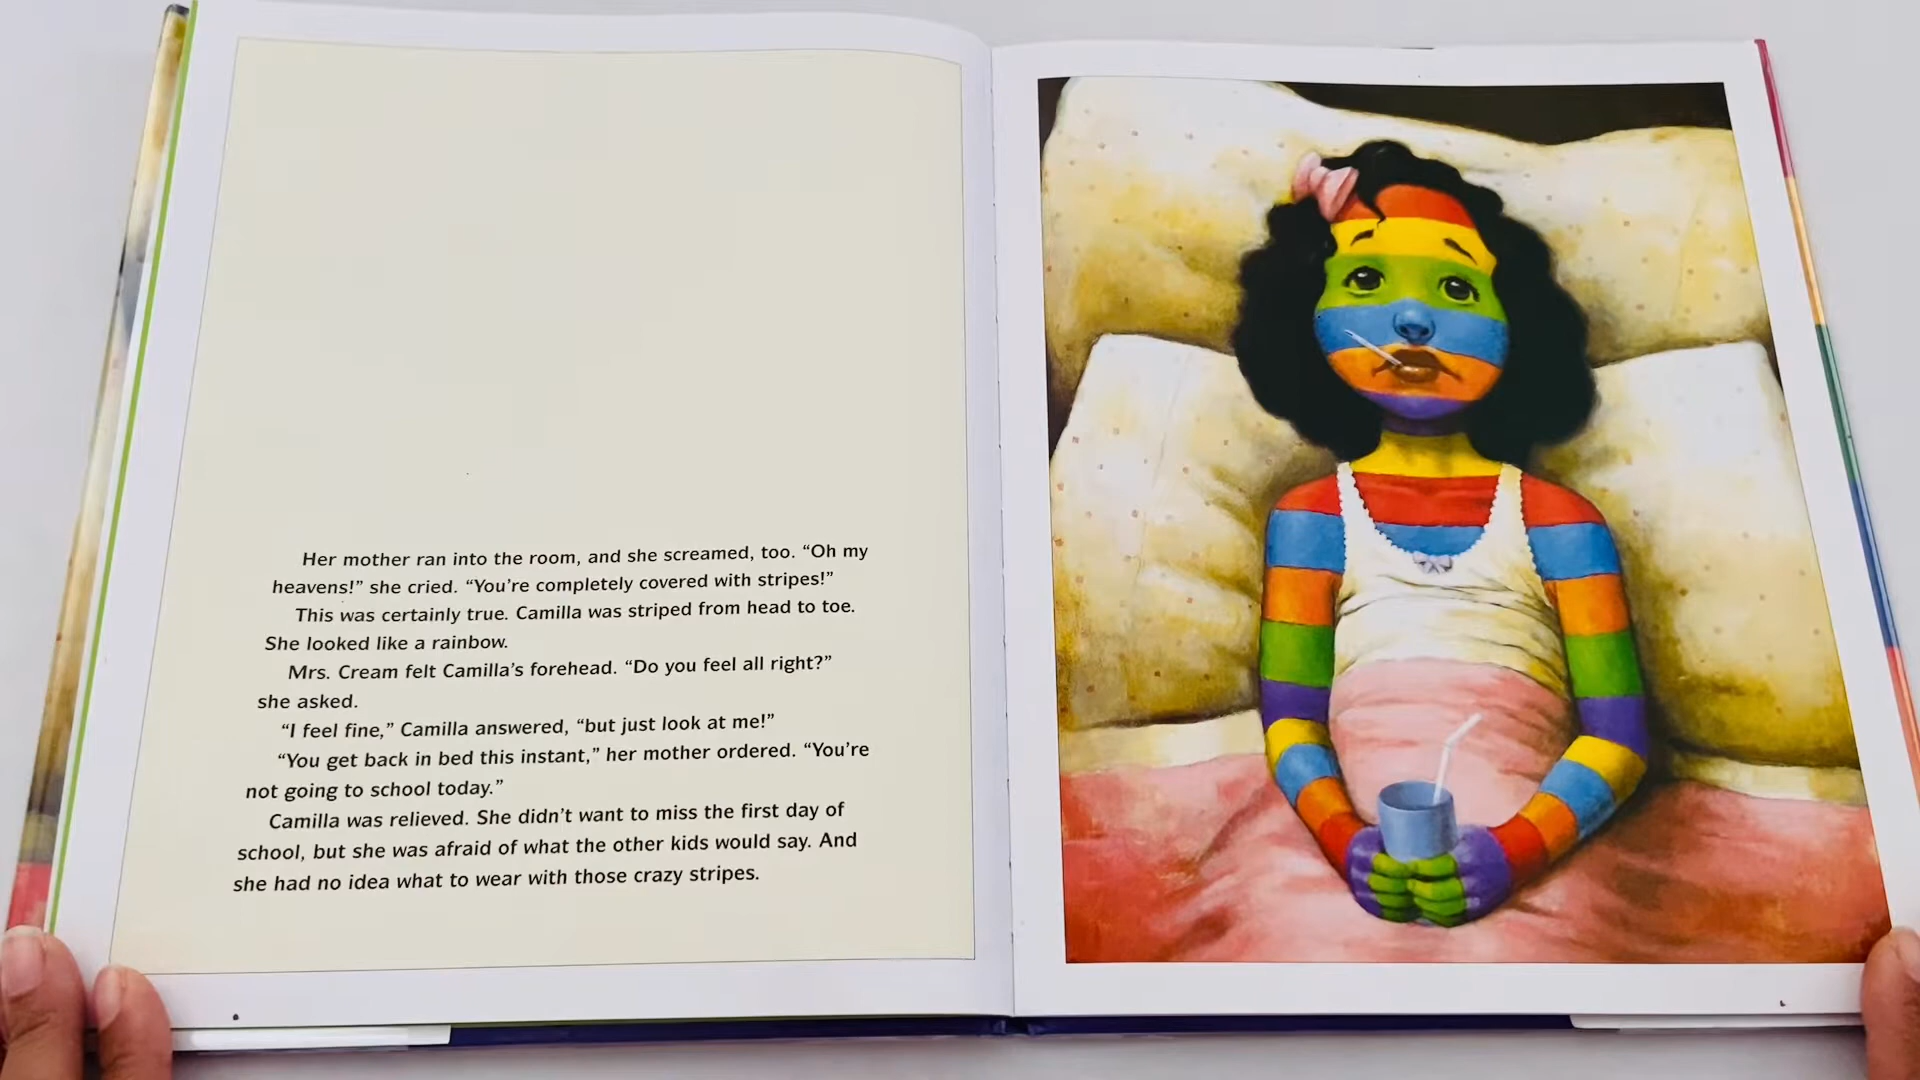 Her mother ran into the room, and she screamed, too. “Oh my
heavens!” she cried. “You’re completely covered with stripes!”
This was certainly true. Camilla was striped from head to toe.
She looked like a rainbow.
Mrs. Cream felt Camilla’s forehead. “Do you feel all right?”
she asked.
“I feel fine,” Camilla answered, “but just look at me!”
“You get back in bed this instant,” her mother ordered. “You’re
not going to school today.”
Camilla was relieved. She didn’t want to miss the first day of
school, but she was afraid of what the other kids would say. And
she had no idea what to wear with those crazy stripes.